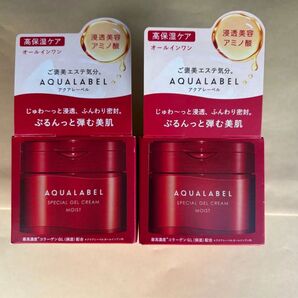 高保湿ケア
オールインワン
浸透美容
アミノ酸
ご褒美エステ気分。
AQUALABEL
アクアレーベル
じゅわ〜っと浸透、ふんわり密封。
ぷるんっと弾む美肌
AQUALABEL
SPECIAL GEL CREAM
MOIST
高保湿ケア
オールインワン
浸透美容
アミノ酸
ご褒美エステ気分。
AQUALABEL
アクアレーベル
じゅわ〜っと浸透、ふんわり密封。
ぷるんっと弾む美肌
AQUALABEL
SPECIAL GEL CREAM
MOIST